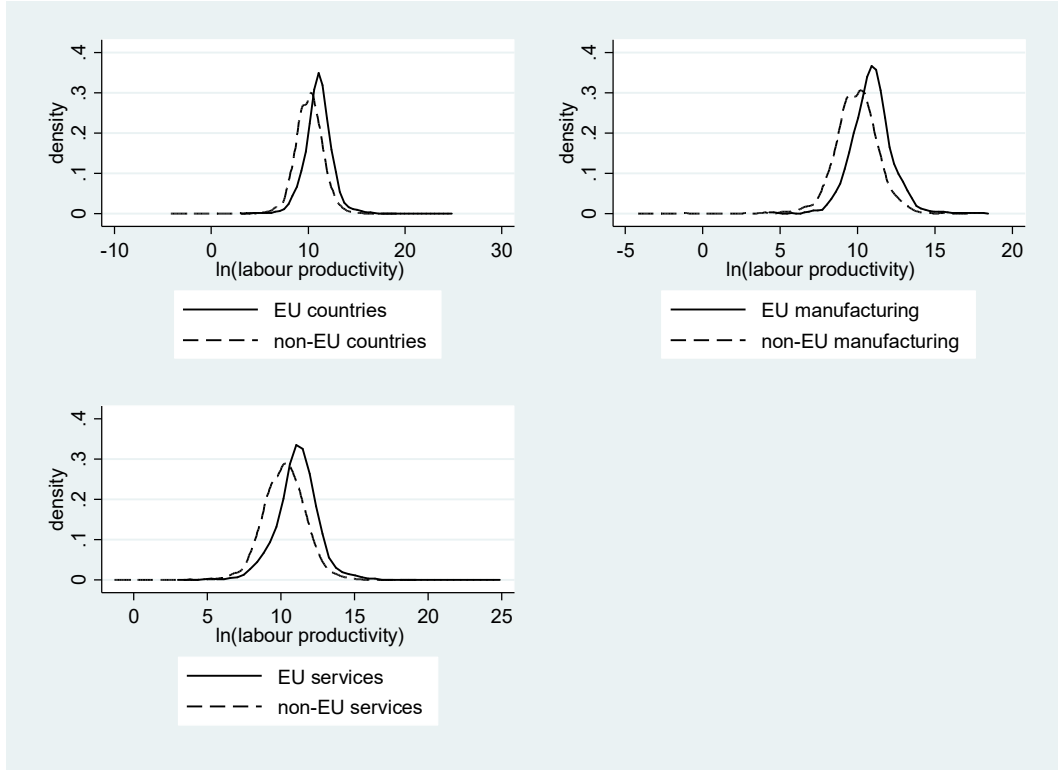 .4
.3
.2
.1
0
density
-10 0 10 20 30
ln(labour productivity)
EU countries
non-EU countries
.4
.3
.2
.1
0
density
-5 0 5 10 15 20
ln(labour productivity)
EU manufacturing
non-EU manufacturing
.4
.3
.2
.1
0
density
0 5 10 15 20 25
ln(labour productivity)
EU services
non-EU services